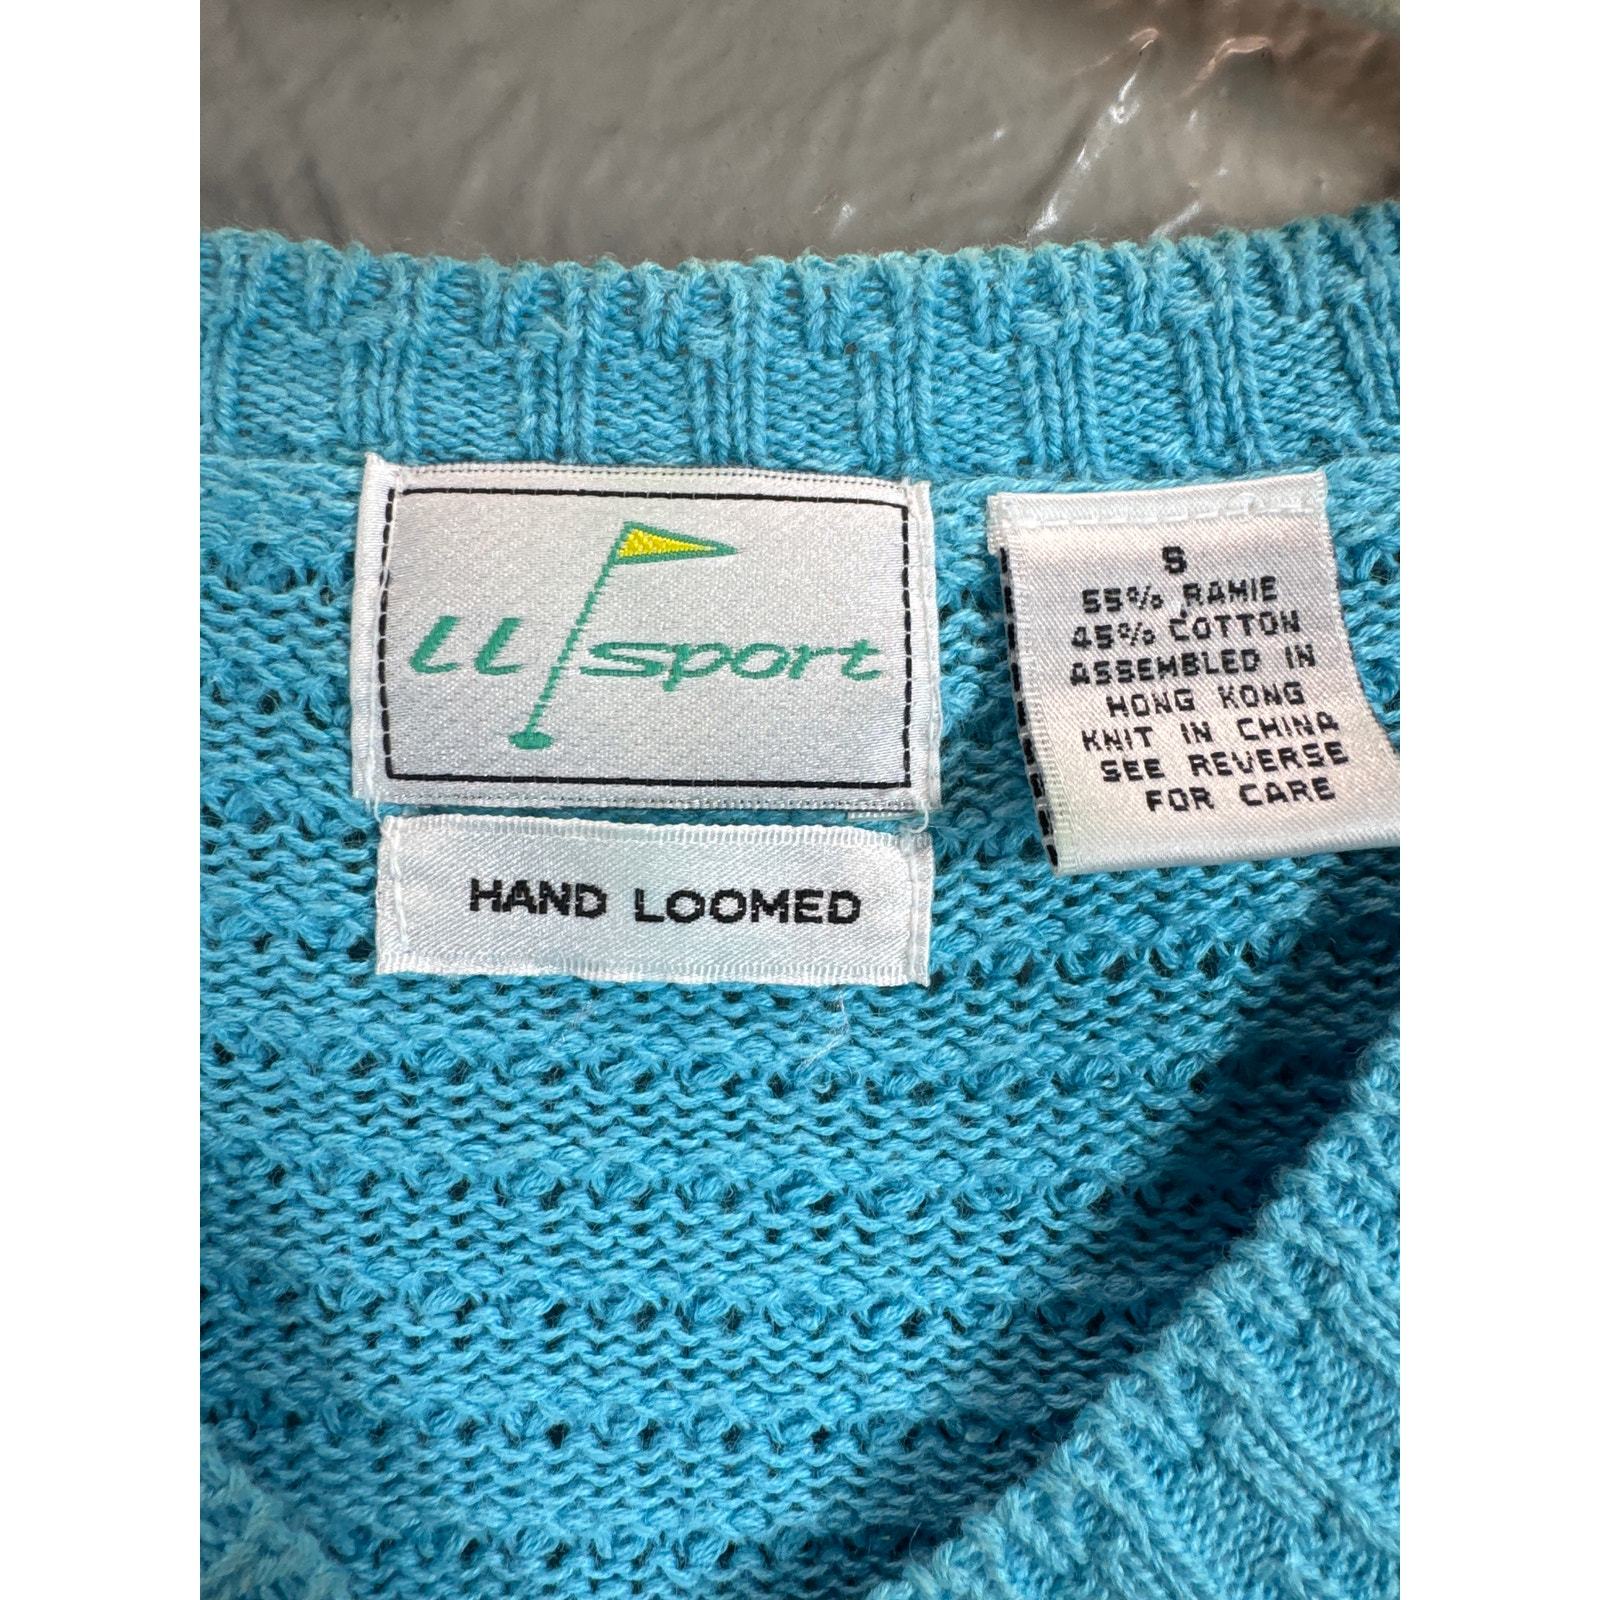 LL sport
HAND LOOMED
S
55% RAMIE
45% COTTON
ASSEMBLED IN
HONG KONG
KNIT IN CHINA
SEE REVERSE
FOR CARE